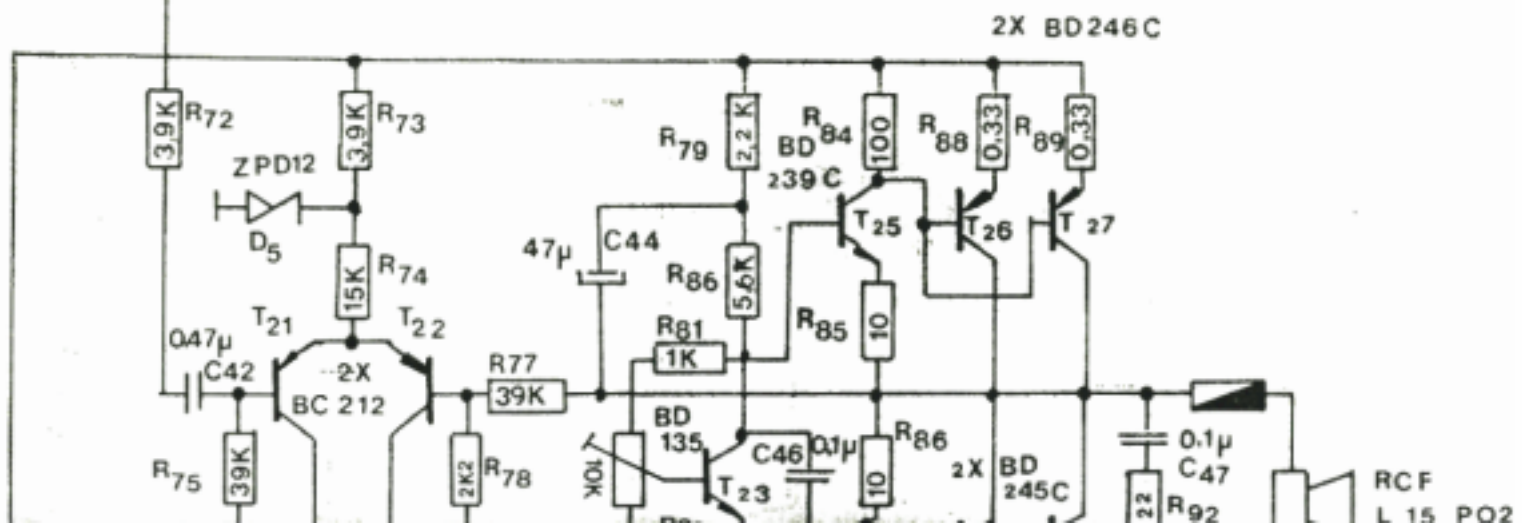 2X BD246C
R72
3,9K
R73
3,9K
R79
2,2 K
R84
100
R88
0.33
R89
0.33
BD
239C
ZPD12
D5
T25
T26
T27
47µ
C44
R74
15K
R86
5,6K
T21
T22
R81
1K
R85
10
0.47µ
C42
2X
BC 212
R77
39K
BD
135
C46
0,1µ
R86
10
2X BD
245C
0.1µ
C47
R75
39K
R78
2K2
10K
T23
22
R92
RCF
L 15 PO2